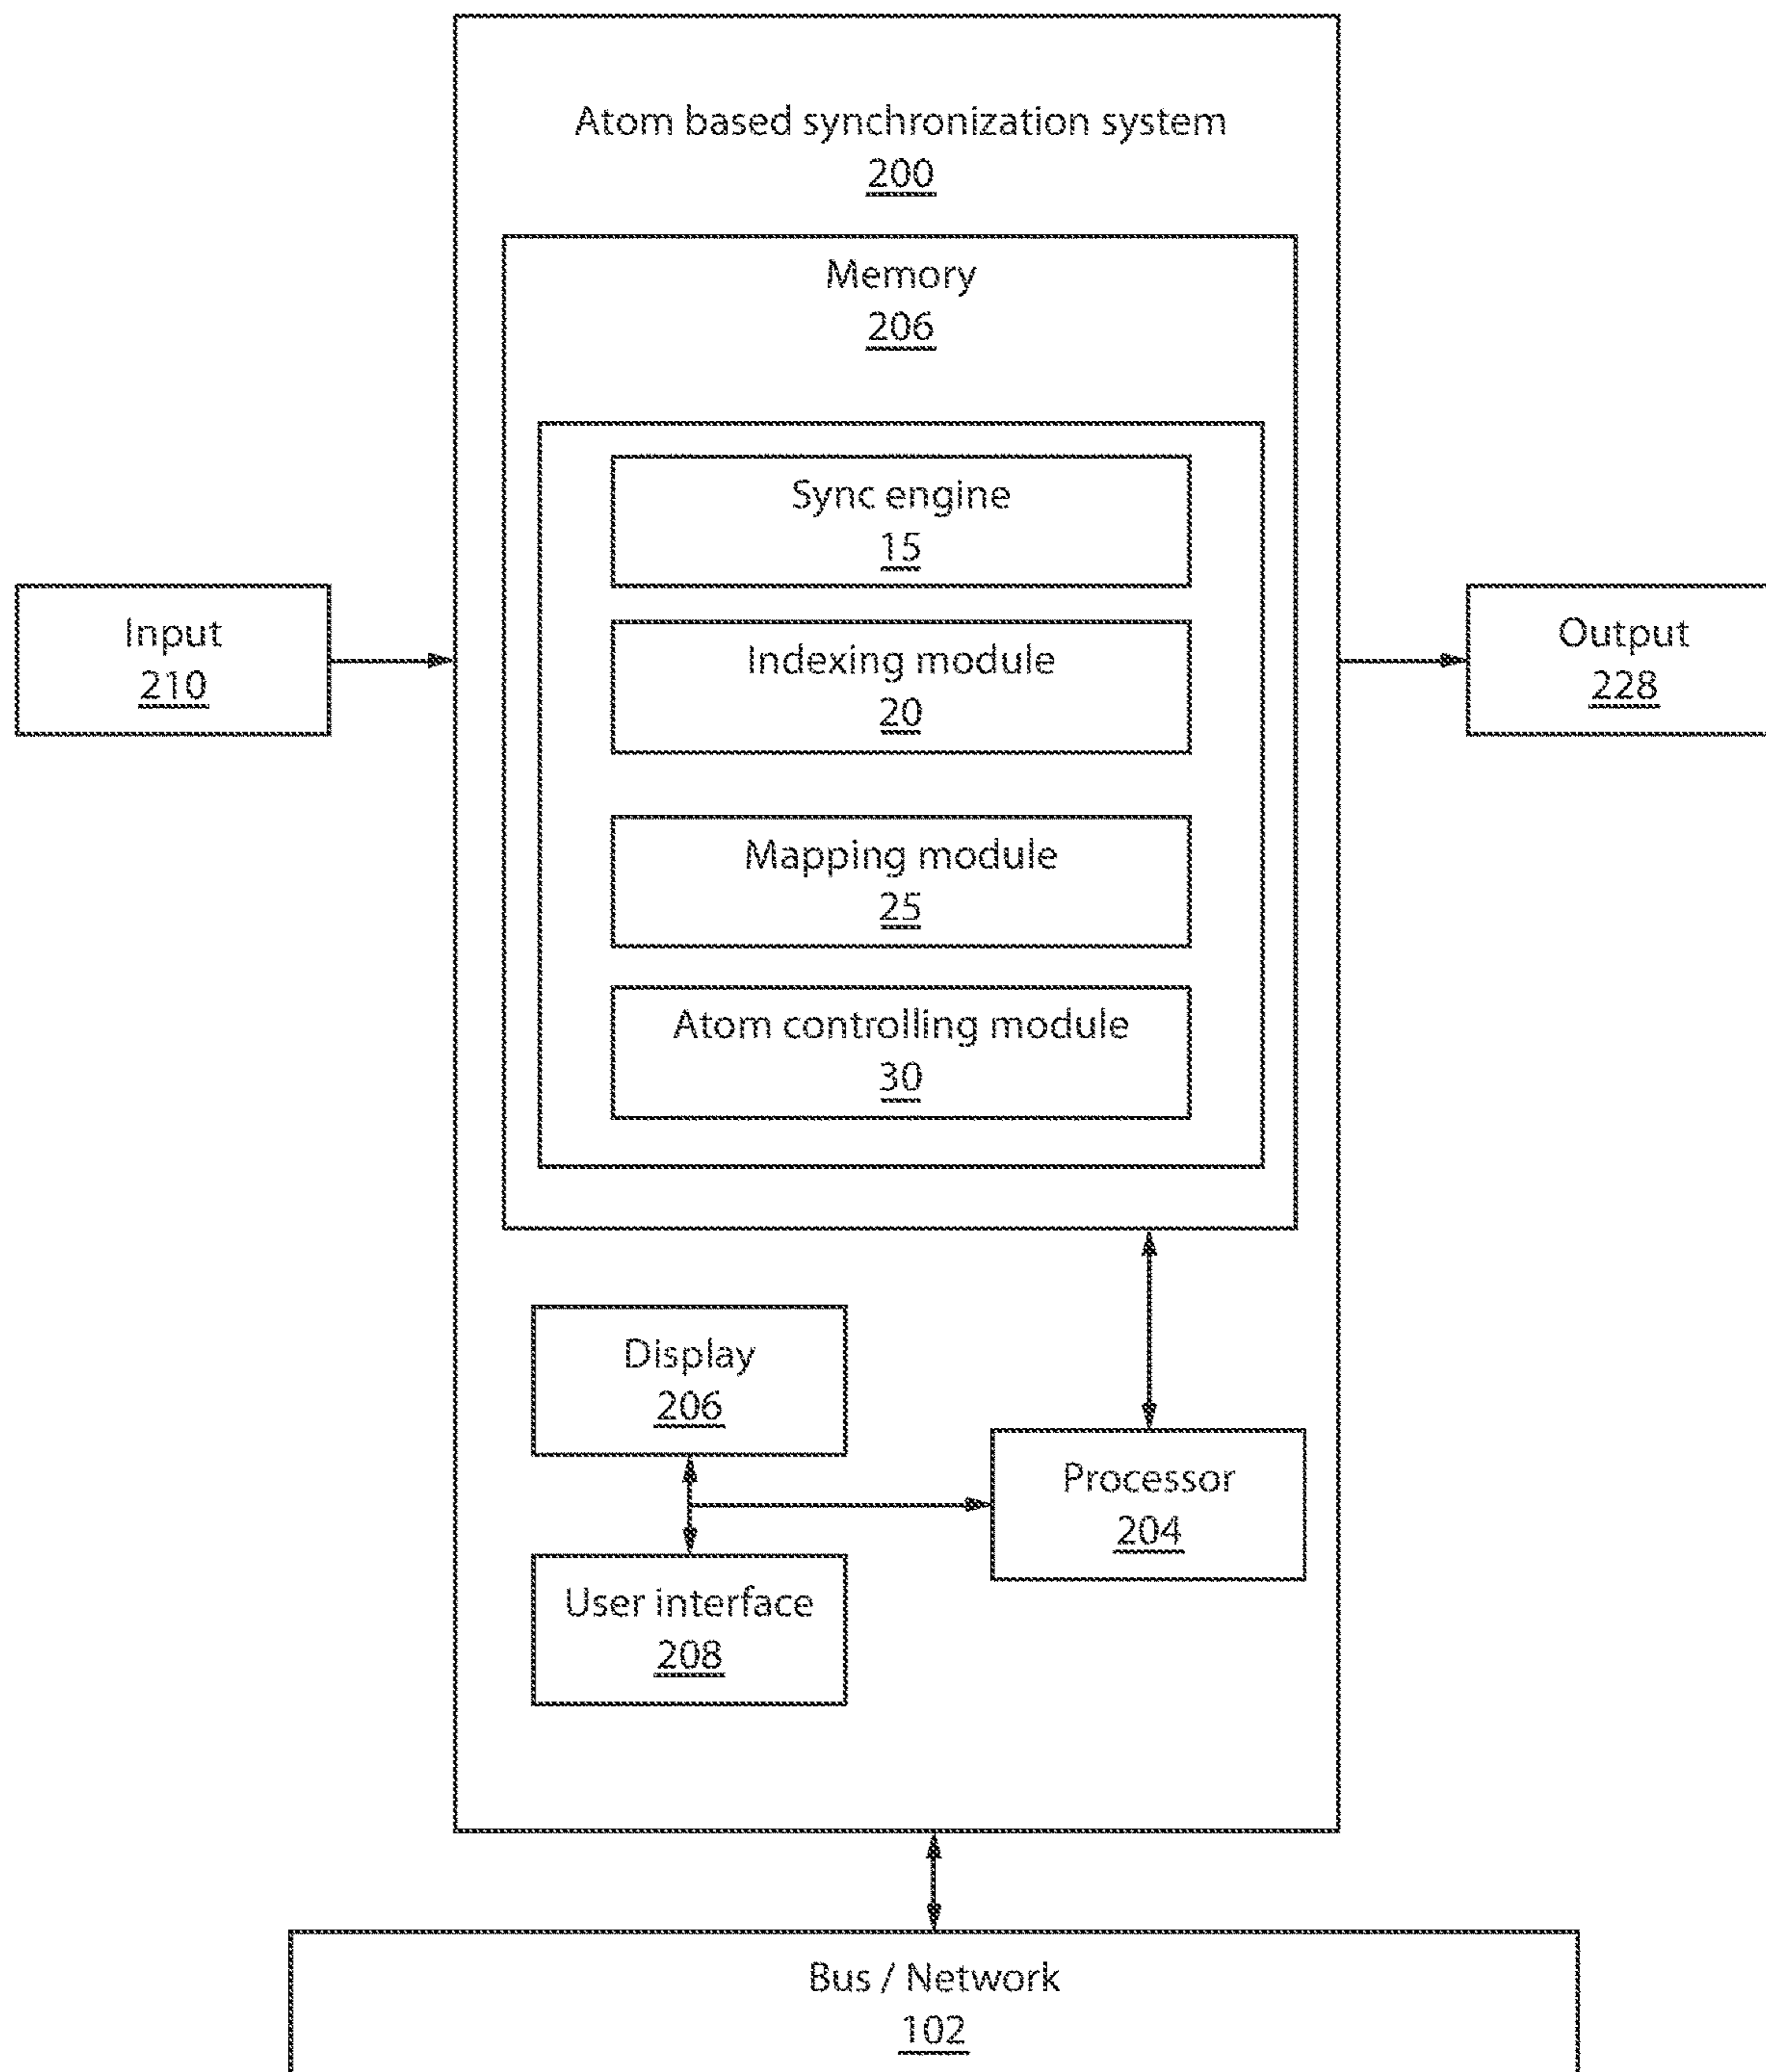 Atom based synchronization system
200
Memory
206
Sync engine
15
Indexing module
20
Mapping module
25
Atom controlling module
30
Input
210
Output
228
Display
206
Processor
204
User interface
208
Bus / Network
102